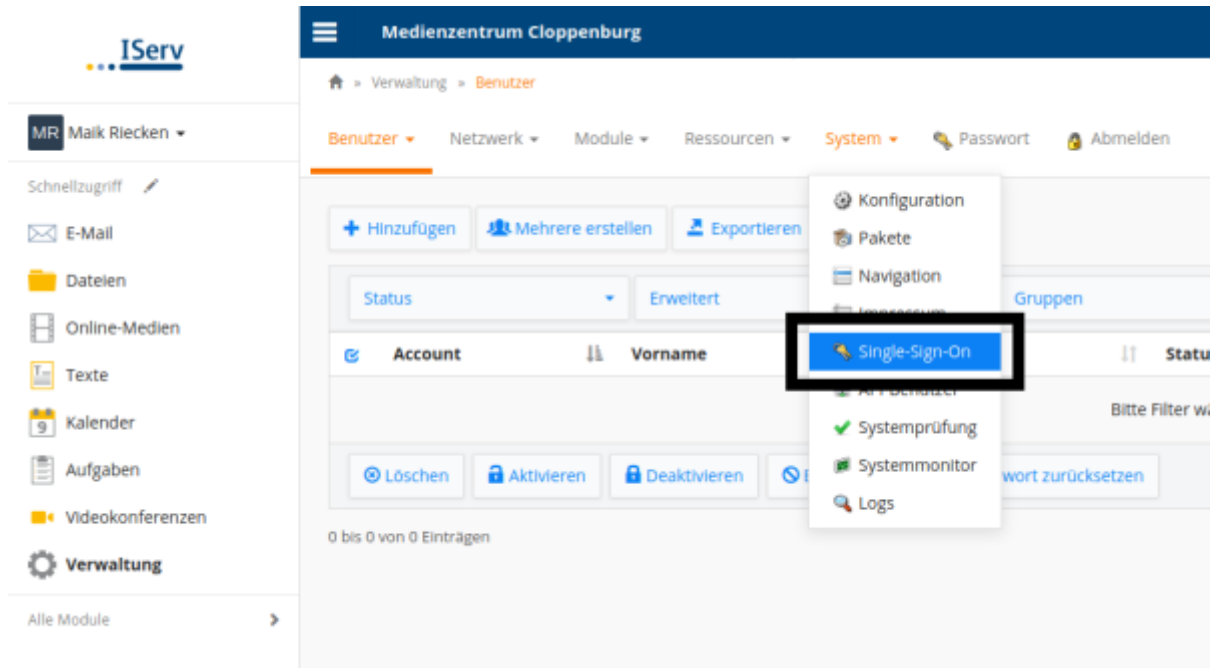 IServ
Medienzentrum Cloppenburg
» Verwaltung » Benutzer
MR Maik Riecken
Benutzer Netzwerk Module Ressourcen System Passwort Abmelden
Schnellzugriff
E-Mail
Dateien
Online-Medien
Texte
9 Kalender
Aufgaben
Videokonferenzen
Verwaltung
Alle Module
Hinzufügen Mehrere erstellen Exportieren
Status Erweitert Gruppen
Account Vorname
Bitte Filter
Löschen Aktivieren Deaktivieren zurücksetzen
0 bis 0 von 0 Einträgen
Konfiguration
Pakete
Navigation
Impressum
Single-Sign-On
Systemprüfung
Systemmonitor
Logs